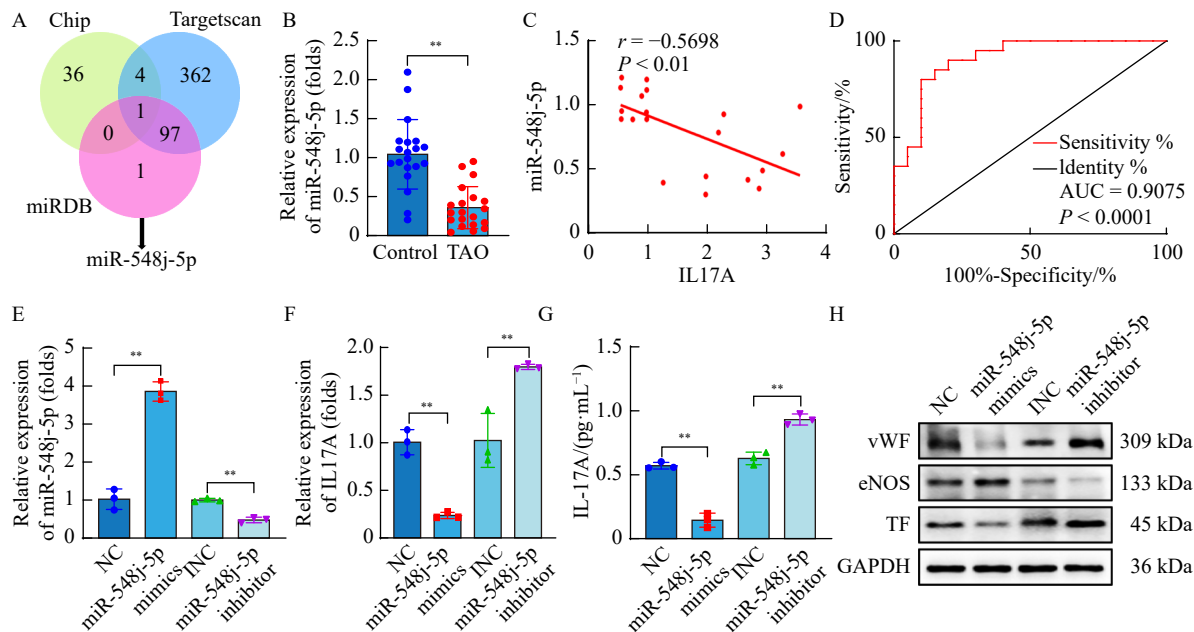 A
Chip
Targetscan
36
4
362
1
0
97
1
miRDB
miR-548j-5p
B
Relative expression
of miR-548j-5p (folds)
2.5
2.0
1.5
1.0
0.5
0.0
**
Control
TAO
C
r = −0.5698
P < 0.01
miR-548j-5p
1.5
1.0
0.5
0.0
0
1
2
3
4
IL17A
D
Sensitivity/%
100
50
0
Sensitivity %
Identity %
AUC = 0.9075
P < 0.0001
0
100
100%-Specificity/%
E
Relative expression
of miR-548j-5p (folds)
5
4
3
2
1
0
**
**
NC
miR-548j-5p
mimics
INC
miR-548j-5p
inhibitor
F
Relative expression
of IL17A (folds)
2.0
1.5
1.0
0.5
0.0
**
**
NC
miR-548j-5p
mimics
INC
miR-548j-5p
inhibitor
G
IL-17A/(pg·mL⁻¹)
1.5
1.0
0.5
0.0
**
**
NC
miR-548j-5p
mimics
INC
miR-548j-5p
inhibitor
H
NC
miR-548j-5p
mimics
INC
miR-548j-5p
inhibitor
vWF 309 kDa
eNOS 133 kDa
TF 45 kDa
GAPDH 36 kDa